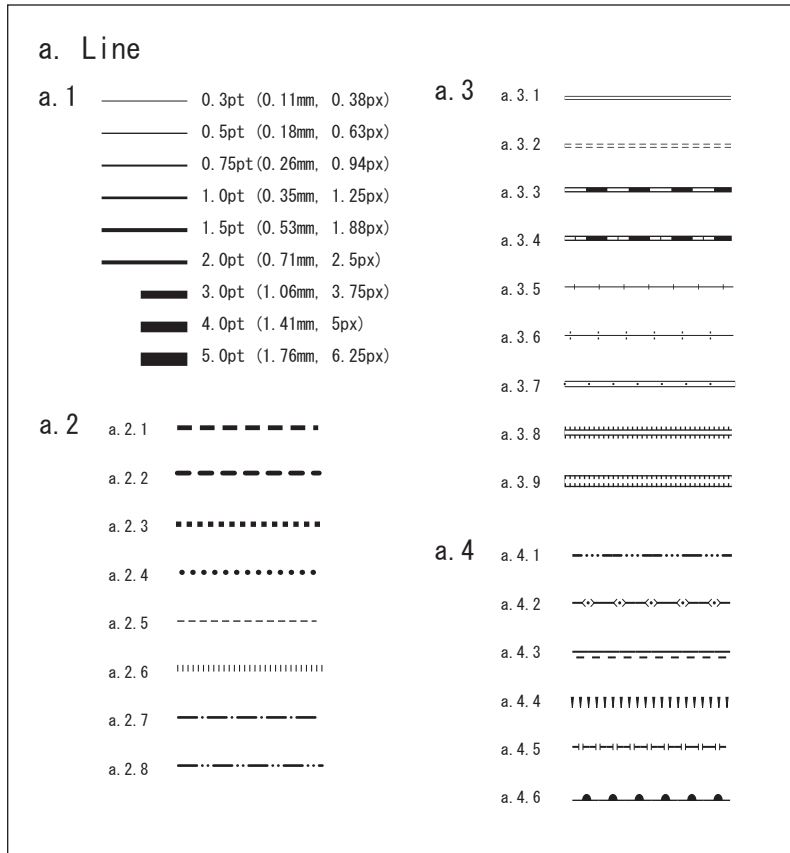 a. Line
a.1
0.3pt (0.11mm, 0.38px)
0.5pt (0.18mm, 0.63px)
0.75pt(0.26mm, 0.94px)
1.0pt (0.35mm, 1.25px)
1.5pt (0.53mm, 1.88px)
2.0pt (0.71mm, 2.5px)
3.0pt (1.06mm, 3.75px)
4.0pt (1.41mm, 5px)
5.0pt (1.76mm, 6.25px)
a.2
a.2.1
a.2.2
a.2.3
a.2.4
a.2.5
a.2.6
a.2.7
a.2.8
a.3
a.3.1
a.3.2
a.3.3
a.3.4
a.3.5
a.3.6
a.3.7
a.3.8
a.3.9
a.4
a.4.1
a.4.2
a.4.3
a.4.4
a.4.5
a.4.6